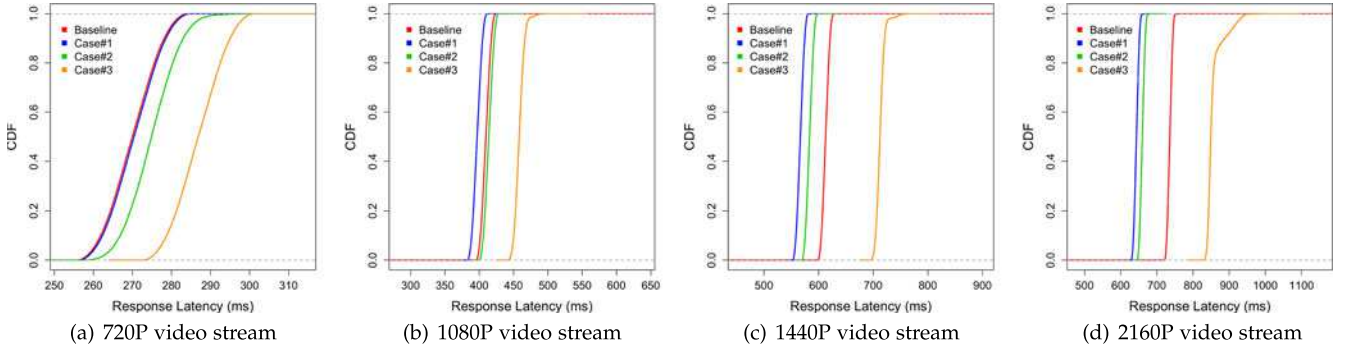 CDF
0.0 0.2 0.4 0.6 0.8 1.0
Baseline
Case#1
Case#2
Case#3
250 260 270 280 290 300 310
Response Latency (ms)
(a) 720P video stream
CDF
0.0 0.2 0.4 0.6 0.8 1.0
Baseline
Case#1
Case#2
Case#3
300 350 400 450 500 550 600 650
Response Latency (ms)
(b) 1080P video stream
CDF
0.0 0.2 0.4 0.6 0.8 1.0
Baseline
Case#1
Case#2
Case#3
500 600 700 800 900
Response Latency (ms)
(c) 1440P video stream
CDF
0.0 0.2 0.4 0.6 0.8 1.0
Baseline
Case#1
Case#2
Case#3
500 600 700 800 900 1000 1100
Response Latency (ms)
(d) 2160P video stream